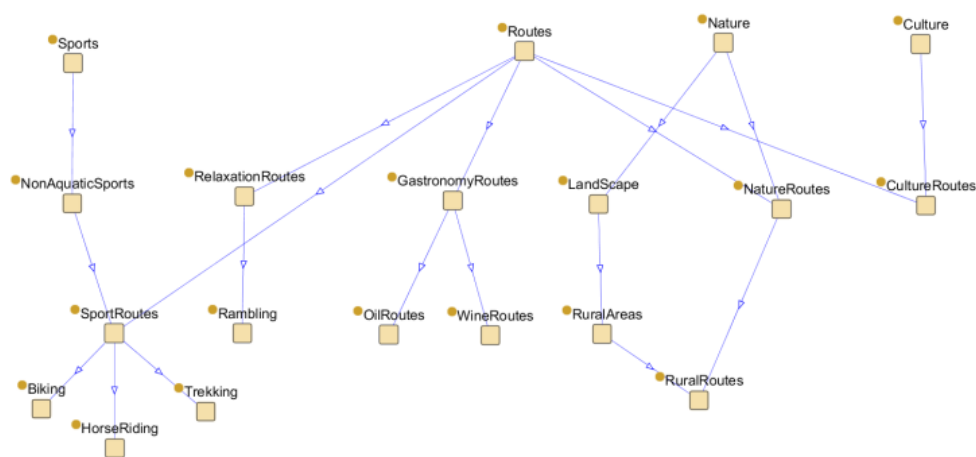 Sports
Routes
Nature
Culture
NonAquaticSports
RelaxationRoutes
GastronomyRoutes
LandScape
NatureRoutes
CultureRoutes
SportRoutes
Rambling
OilRoutes
WineRoutes
RuralAreas
Biking
Trekking
RuralRoutes
HorseRiding